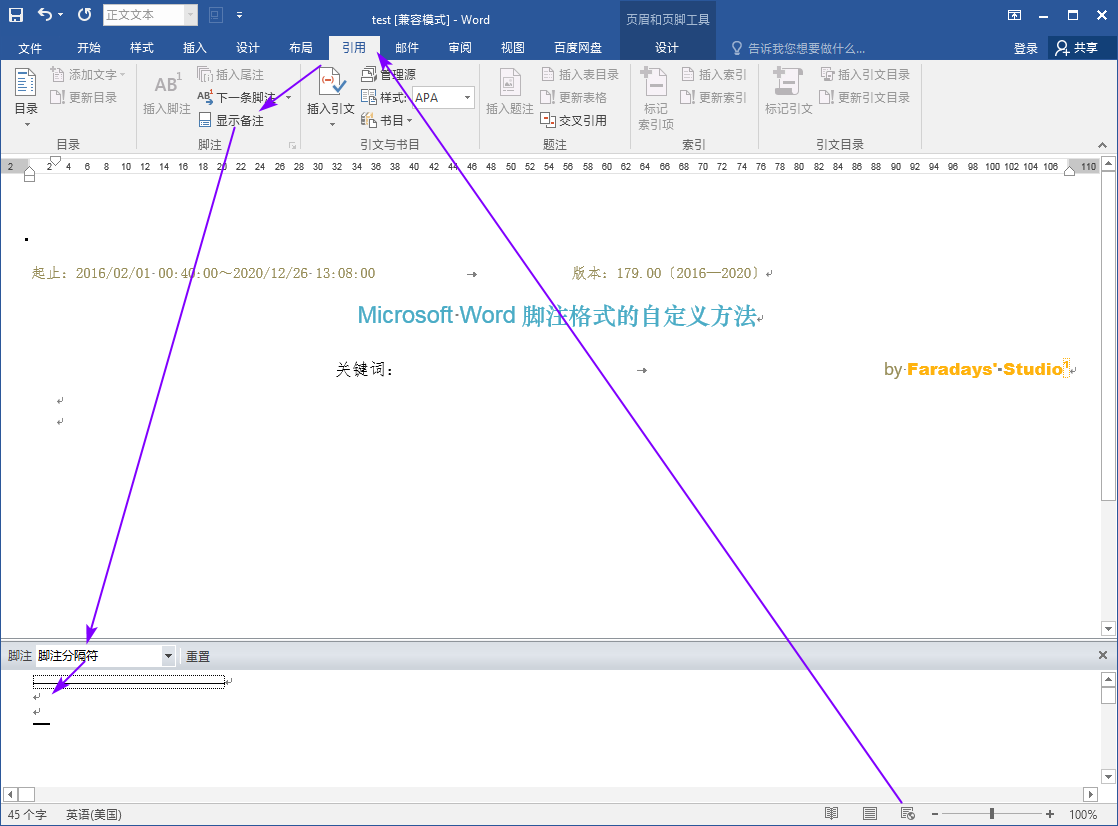 正文文本
test [兼容模式] - Word
页眉和页脚工具
文件 开始 样式 插入 设计 布局 引用 邮件 审阅 视图 百度网盘 设计 告诉我您想要做什么... 登录 共享
目录
添加文字
更新目录
目录
AB1
插入脚注
插入尾注
AB1 下一条脚注
显示备注
脚注
插入引文
管理源
样式: APA
书目
引文与书目
插入题注
插入表目录
更新表格
交叉引用
题注
标记
索引项
插入索引
更新索引
索引
标记引文
插入引文目录
更新引文目录
引文目录
2 2 4 6 8 10 12 14 16 18 20 22 24 26 28 30 32 34 36 38 40 42 44 46 48 50 52 54 56 58 60 62 64 66 68 70 72 74 76 78 80 82 84 86 88 90 92 94 96 98 100 102 104 106 110
起止: 2016/02/01·00:40:00～2020/12/26·13:08:00 → 版本: 179.00〔2016—2020〕
Microsoft·Word 脚注格式的自定义方法
关键词: → by·Faradays'·Studio1
脚注 脚注分隔符 重置
45 个字 英语(美国) 100%